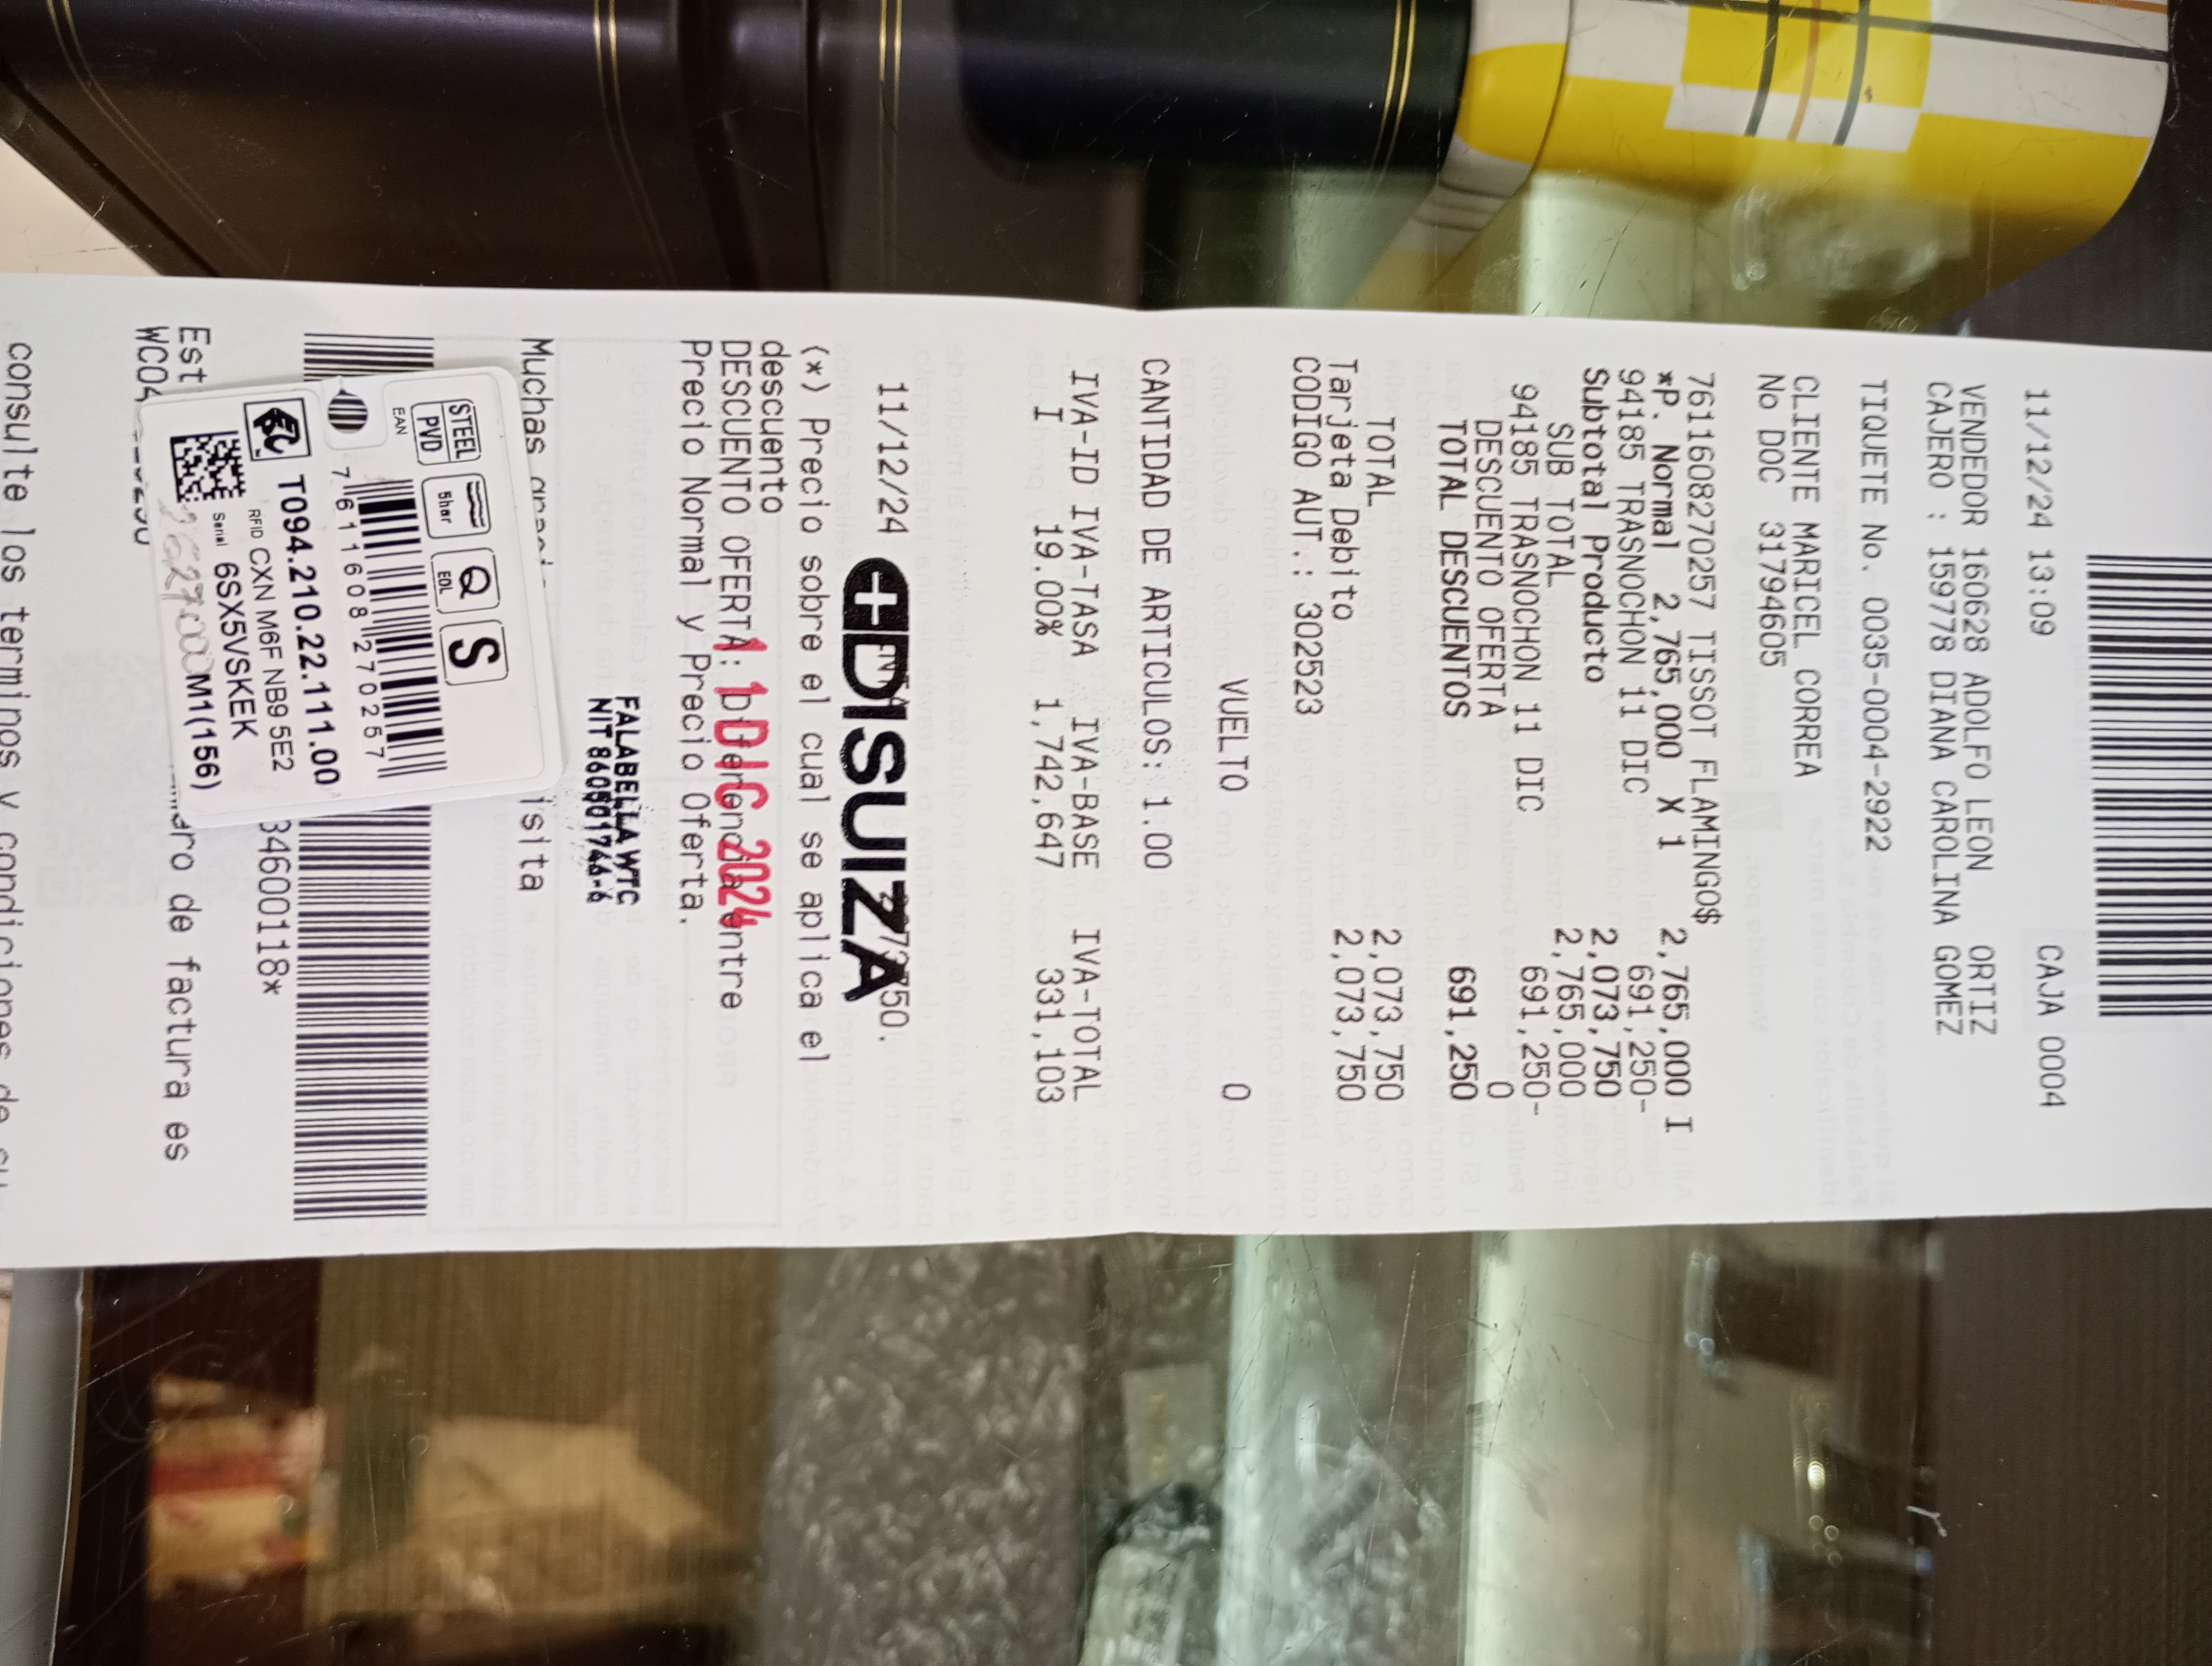 11/12/24 13:09 CAJA 0004
VENDEDOR 160628 ADOLFO LEON ORTIZ
CAJERO : 159778 DIANA CAROLINA GOMEZ
TIQUETE No. 0035-0004-2922
CLIENTE MARICEL CORREA
No DOC 31794605
7611608270257 TISSOT FLAMINGO$
*P. Normal 2,765,000 X 1 2,765,000 I
94185 TRASNOCHON 11 DIC 691,250-
Subtotal Producto 2,073,750
SUB TOTAL 2,765,000
94185 TRASNOCHON 11 DIC 691,250-
DESCUENTO OFERTA 0
TOTAL DESCUENTOS 691,250
TOTAL 2,073,750
Tarjeta Debito 2,073,750
CODIGO AUT.: 302523
VUELTO 0
CANTIDAD DE ARTICULOS: 1.00
IVA-ID IVA-TASA IVA-BASE IVA-TOTAL
I 19.00% 1,742,647 331,103
11/12/24
DISUIZA
(*) Precio sobre el cual se aplica el
descuento
DESCUENTO OFERTA: Diferencia entre
Precio Normal y Precio Oferta.
11 DIC 2024
FALABELLA WTC
NIT
Muchas
STEEL
PVD
5bar
Q
EOL
S
EAN
7 611608 270257
T094.210.22.111.00
RFID CXN M6F NB9 5E2
Serial 6SX5VSKEK
M1(156)
34600118*
Est de factura es
WC04
consulte los terminos y condiciones de su